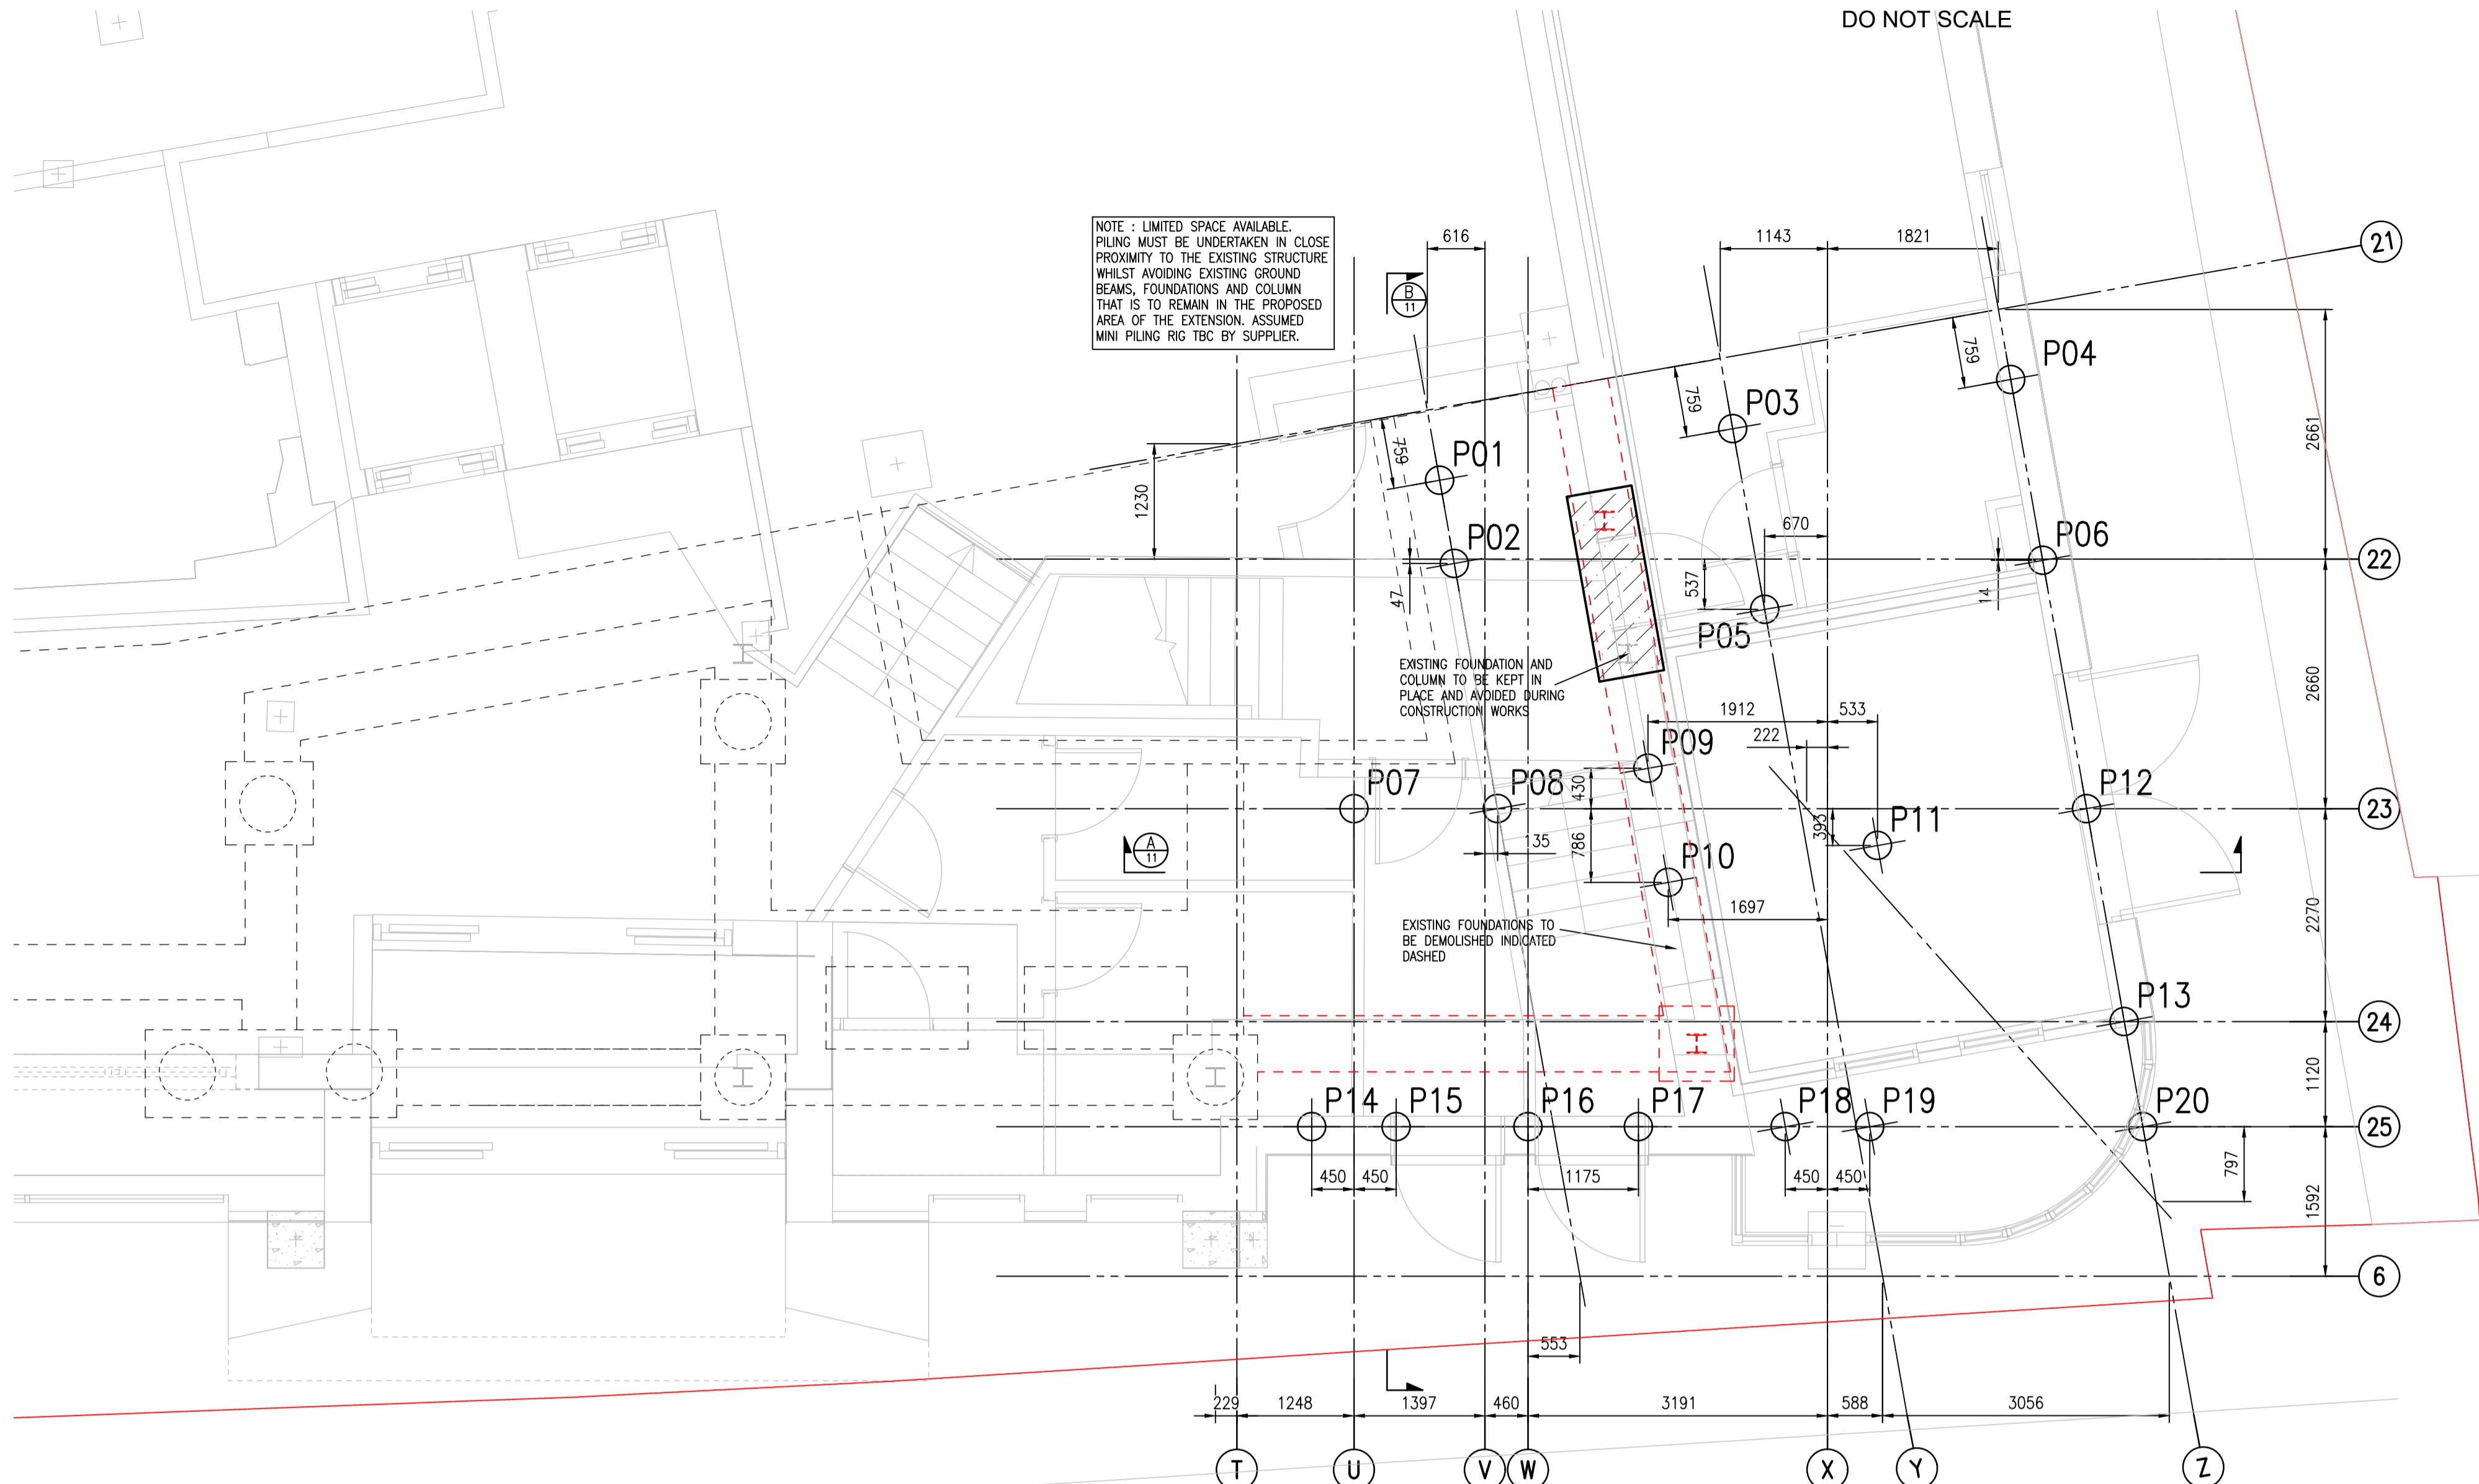 DO NOT SCALE
NOTE : LIMITED SPACE AVAILABLE.
PILING MUST BE UNDERTAKEN IN CLOSE
PROXIMITY TO THE EXISTING STRUCTURE
WHILST AVOIDING EXISTING GROUND
BEAMS, FOUNDATIONS AND COLUMN
THAT IS TO REMAIN IN THE PROPOSED
AREA OF THE EXTENSION. ASSUMED
MINI PILING RIG TBC BY SUPPLIER.
616
1143
1821
21
B
11
759
P04
759
P03
2661
759
P01
1230
670
P02
P06
22
537
47
14
P05
EXISTING FOUNDATION AND
COLUMN TO BE KEPT IN
PLACE AND AVOIDED DURING
CONSTRUCTION WORKS
2660
1912
533
222
P09
430
P07
P08
P12
23
393
P11
135
786
A
11
P10
1697
2270
EXISTING FOUNDATIONS TO
BE DEMOLISHED INDICATED
DASHED
P13
24
1120
P14
P15
P16
P17
P18
P19
P20
25
797
450
450
1175
450
450
1592
6
553
229
1248
1397
460
3191
588
3056
T
U
V
W
X
Y
Z